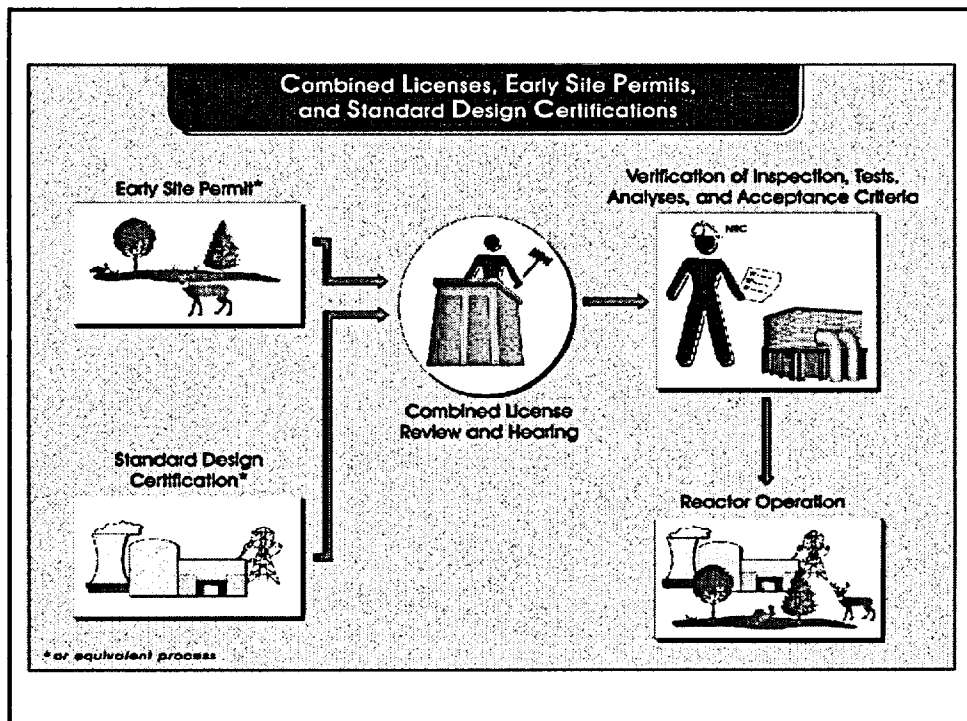 Combined Licenses, Early Site Permits,
and Standard Design Certifications
Early Site Permit*
Standard Design
Certification*
Combined License
Review and Hearing
Verification of Inspection, Tests,
Analyses, and Acceptance Criteria
NRC
Reactor Operation
* or equivalent process